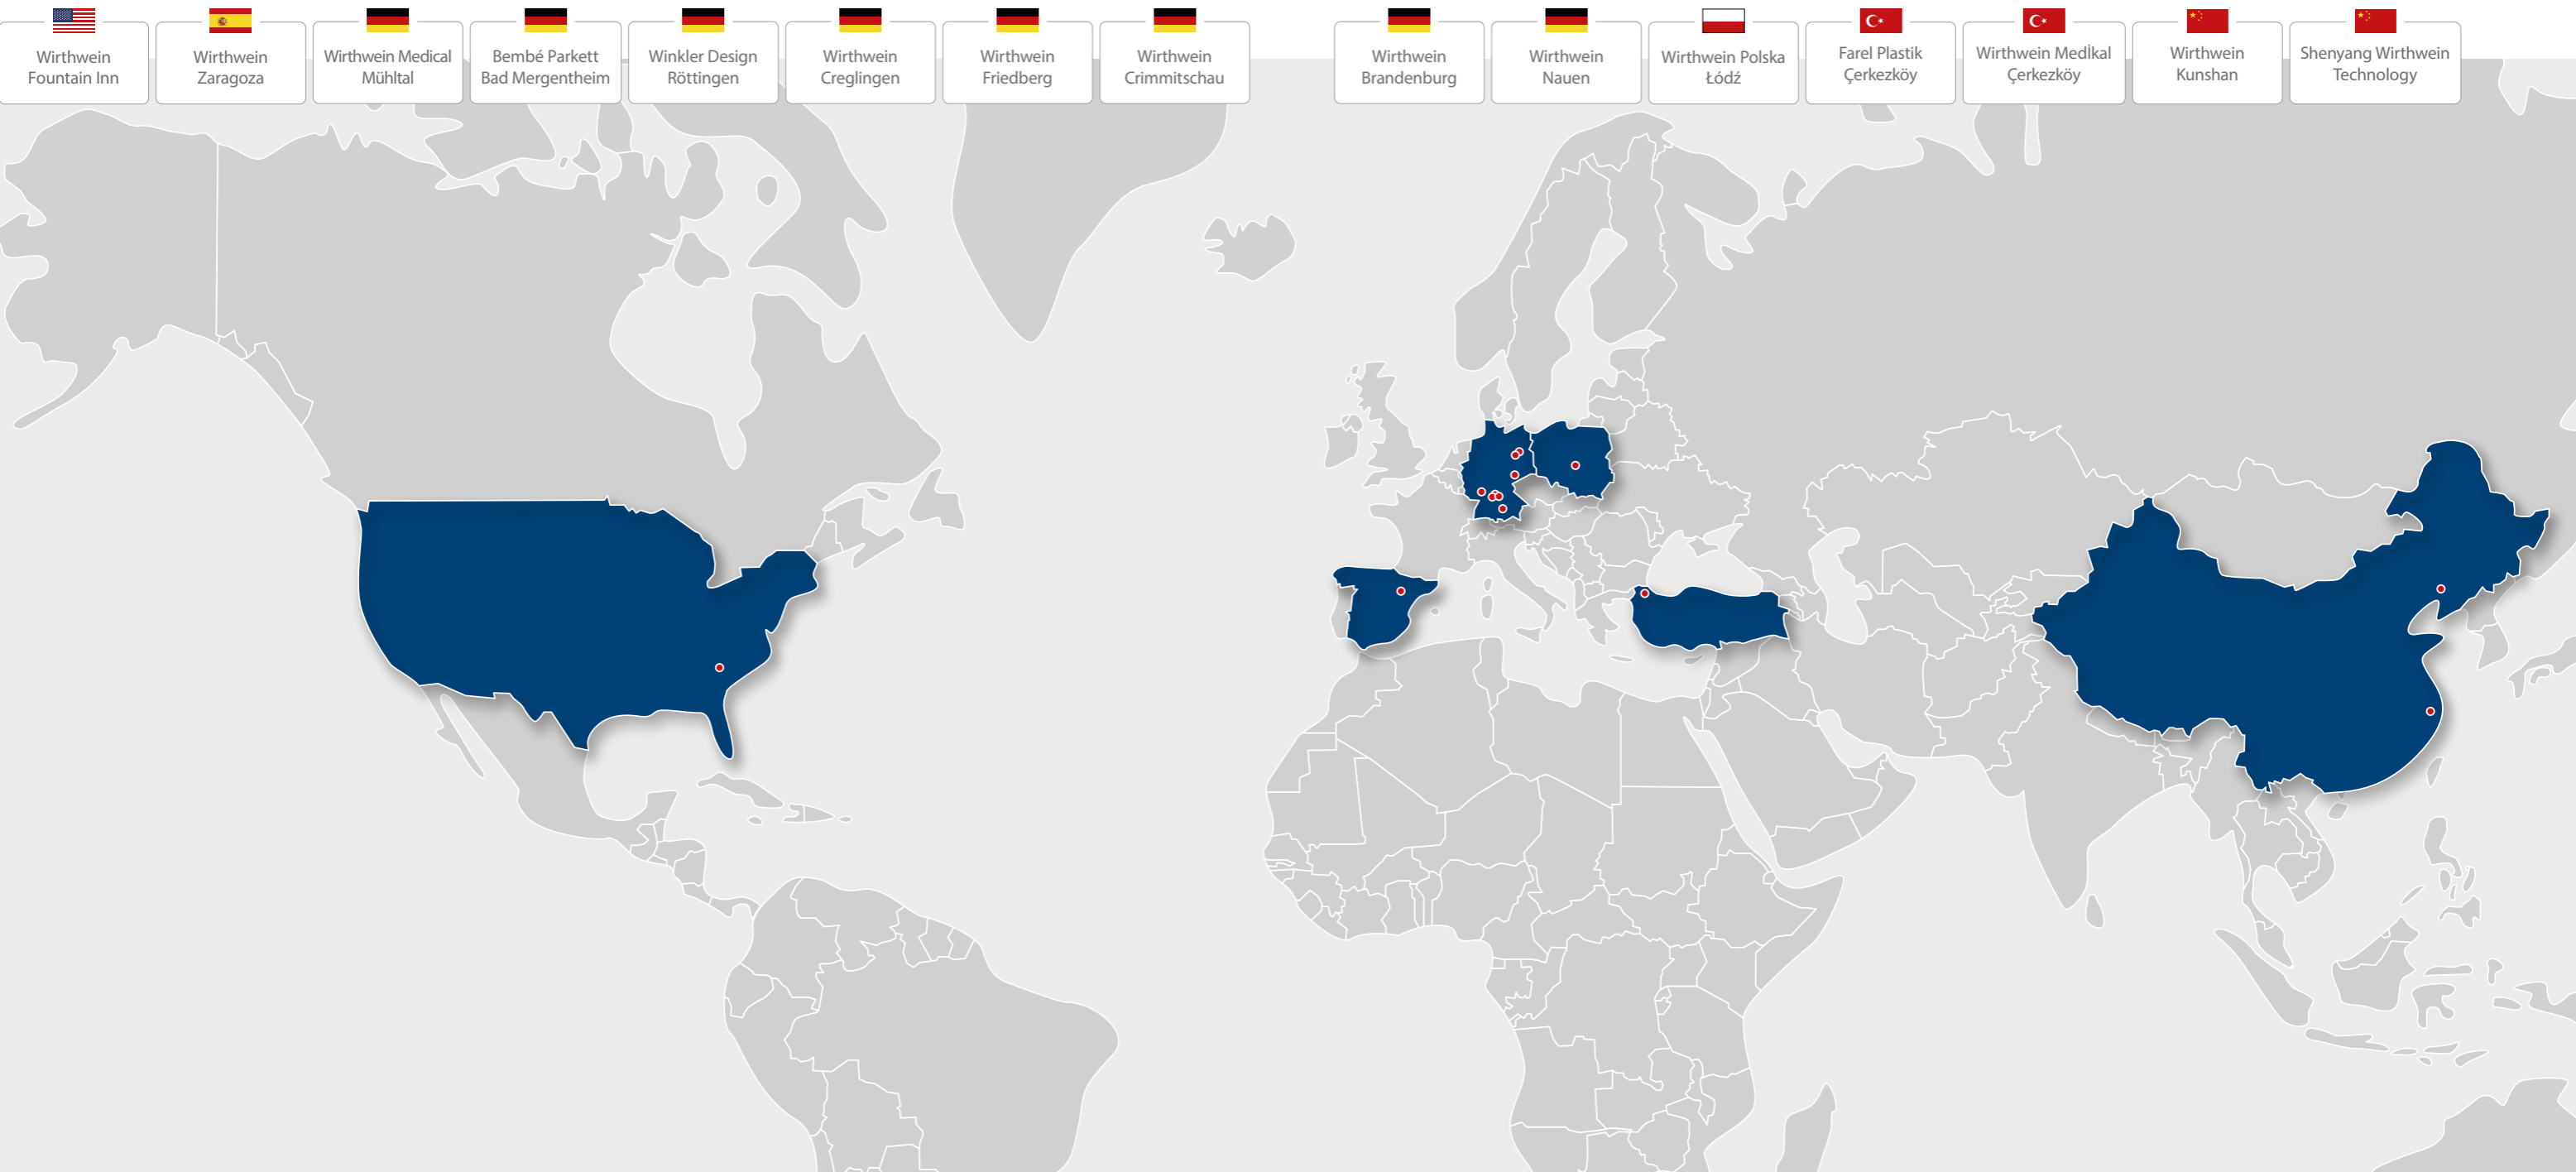 Wirthwein
Fountain Inn
Wirthwein
Zaragoza
Wirthwein Medical
Mühltal
Bembé Parkett
Bad Mergentheim
Winkler Design
Röttingen
Wirthwein
Creglingen
Wirthwein
Friedberg
Wirthwein
Crimmitschau
Wirthwein
Brandenburg
Wirthwein
Nauen
Wirthwein Polska
Łódź
Farel Plastik
Çerkezköy
Wirthwein Medİkal
Çerkezköy
Wirthwein
Kunshan
Shenyang Wirthwein
Technology